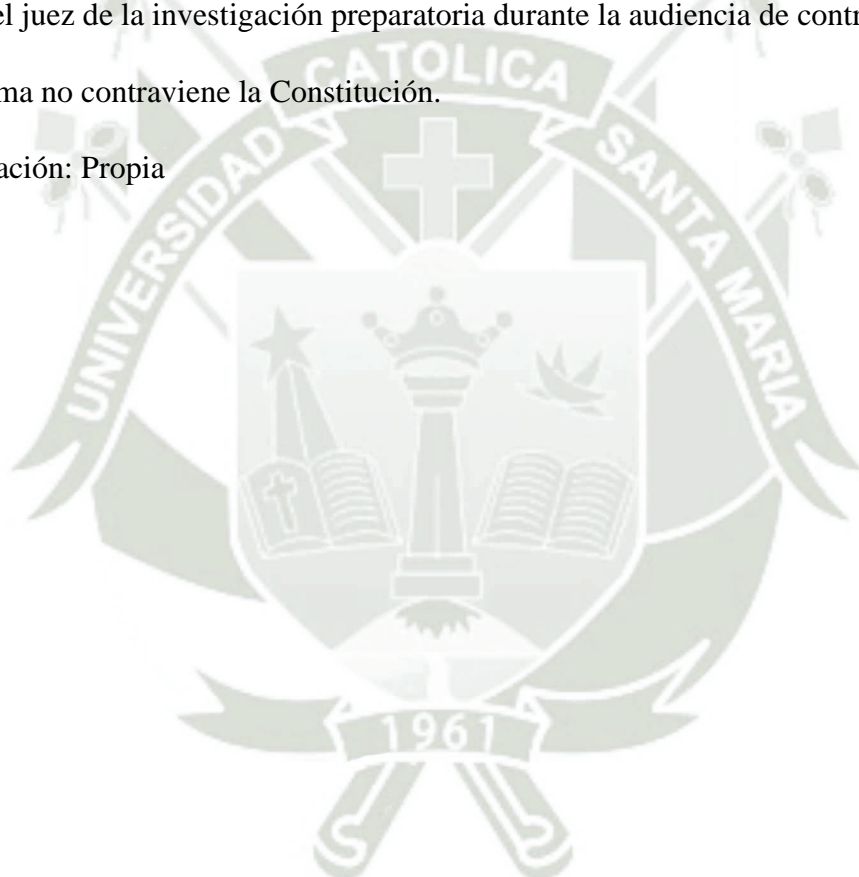 el juez de la investigación preparatoria durante la audiencia de contr
ma no contraviene la Constitución.
ación: Propia
UNIVERSIDAD CATOLICA SANTA MARIA
1961